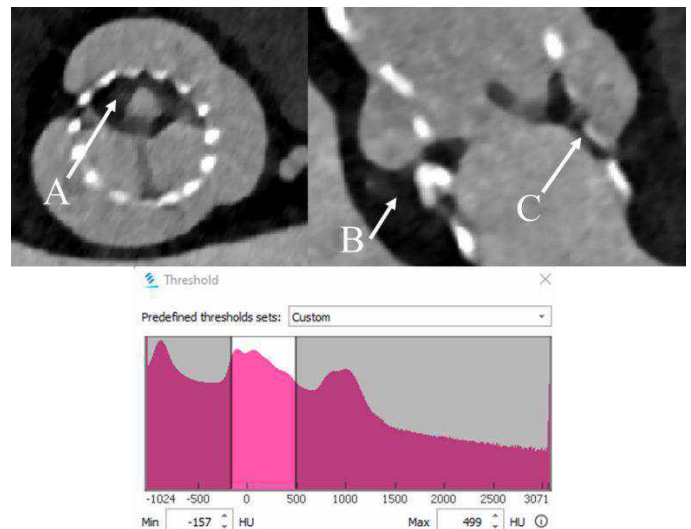 A
B
C
Threshold
Predefined thresholds sets: Custom
-1024 -500 0 500 1000 1500 2000 2500 3071
Min -157 HU Max 499 HU